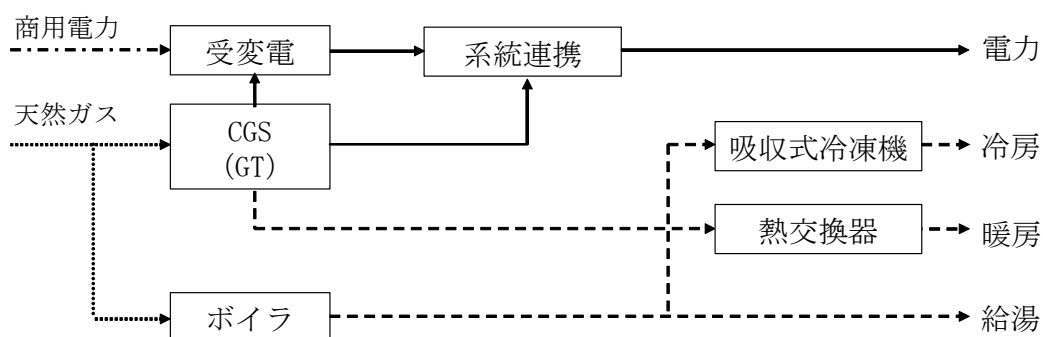 商用電力
受変電
系統連携
電力
天然ガス
CGS
(GT)
吸収式冷凍機
冷房
熱交換器
暖房
ボイラ
給湯